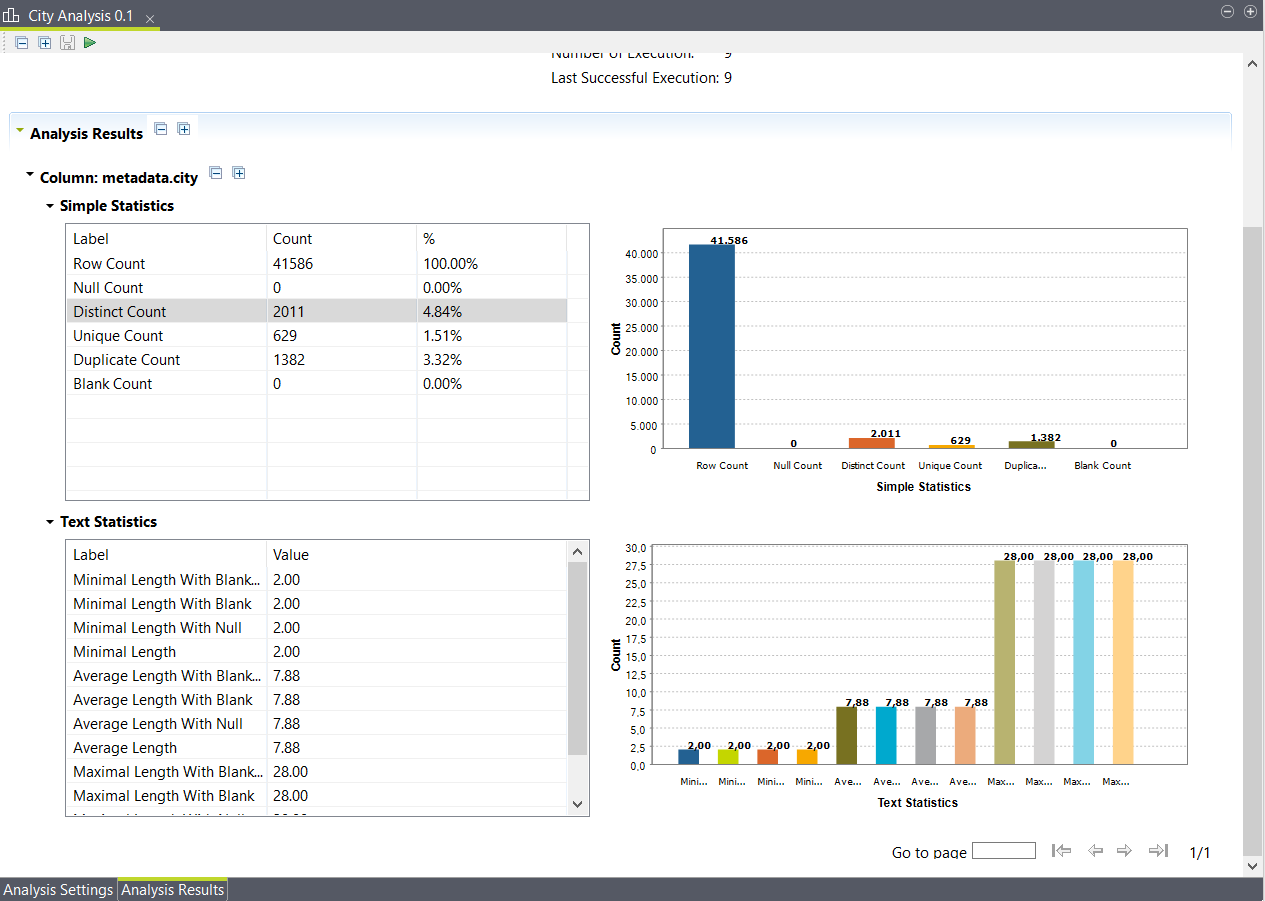 City Analysis 0.1
Number of Execution: 9
Last Successful Execution: 9
Analysis Results
Column: metadata.city
Simple Statistics
Label Count %
Row Count 41586 100.00%
Null Count 0 0.00%
Distinct Count 2011 4.84%
Unique Count 629 1.51%
Duplicate Count 1382 3.32%
Blank Count 0 0.00%
41.586
40.000
35.000
30.000
25.000
20.000
15.000
10.000
5.000
0
Count
0 2.011 629 1.382 0
Row Count Null Count Distinct Count Unique Count Duplica... Blank Count
Simple Statistics
Text Statistics
Label Value
Minimal Length With Blank... 2.00
Minimal Length With Blank 2.00
Minimal Length With Null 2.00
Minimal Length 2.00
Average Length With Blank... 7.88
Average Length With Blank 7.88
Average Length With Null 7.88
Average Length 7.88
Maximal Length With Blank... 28.00
Maximal Length With Blank 28.00
30,0
27,5
25,0
22,5
20,0
17,5
15,0
12,5
10,0
7,5
5,0
2,5
0,0
Count
2,00 2,00 2,00 2,00 7,88 7,88 7,88 7,88 28,00 28,00 28,00 28,00
Mini... Mini... Mini... Mini... Ave... Ave... Ave... Ave... Max... Max... Max... Max...
Text Statistics
Go to page 1/1
Analysis Settings Analysis Results